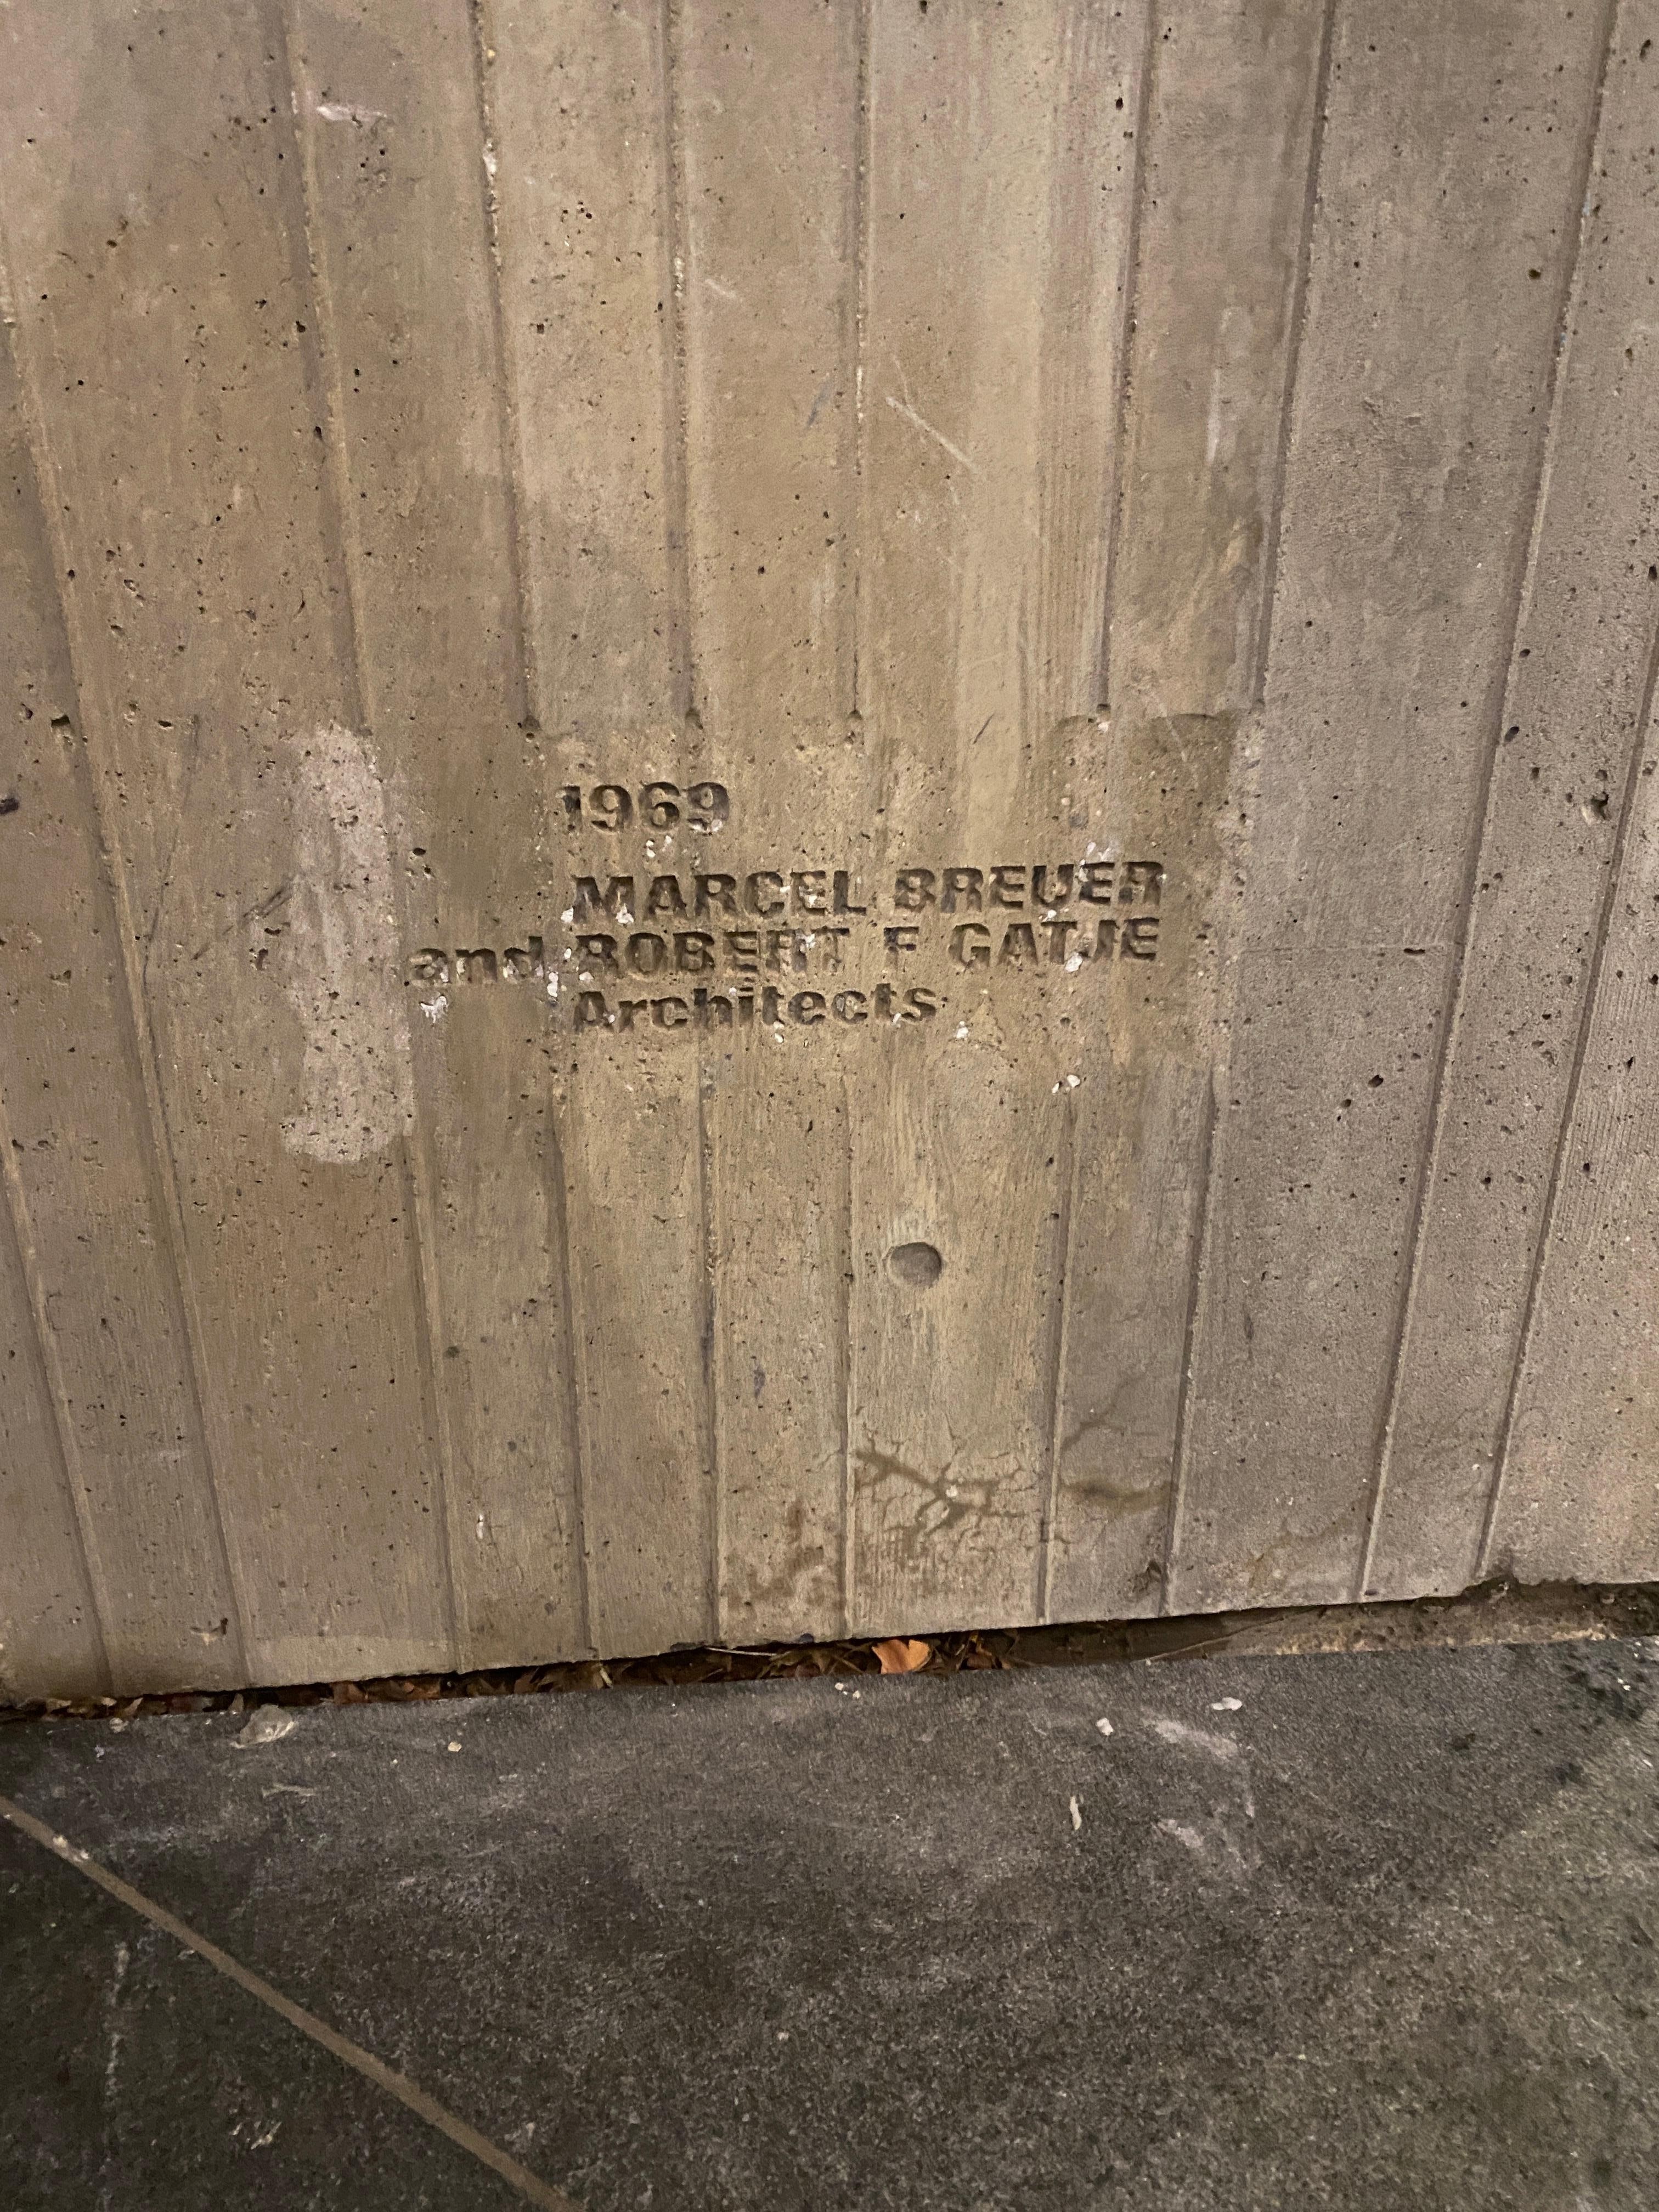 1969
MARCEL BREUER
and ROBERT F GATJE
Architects